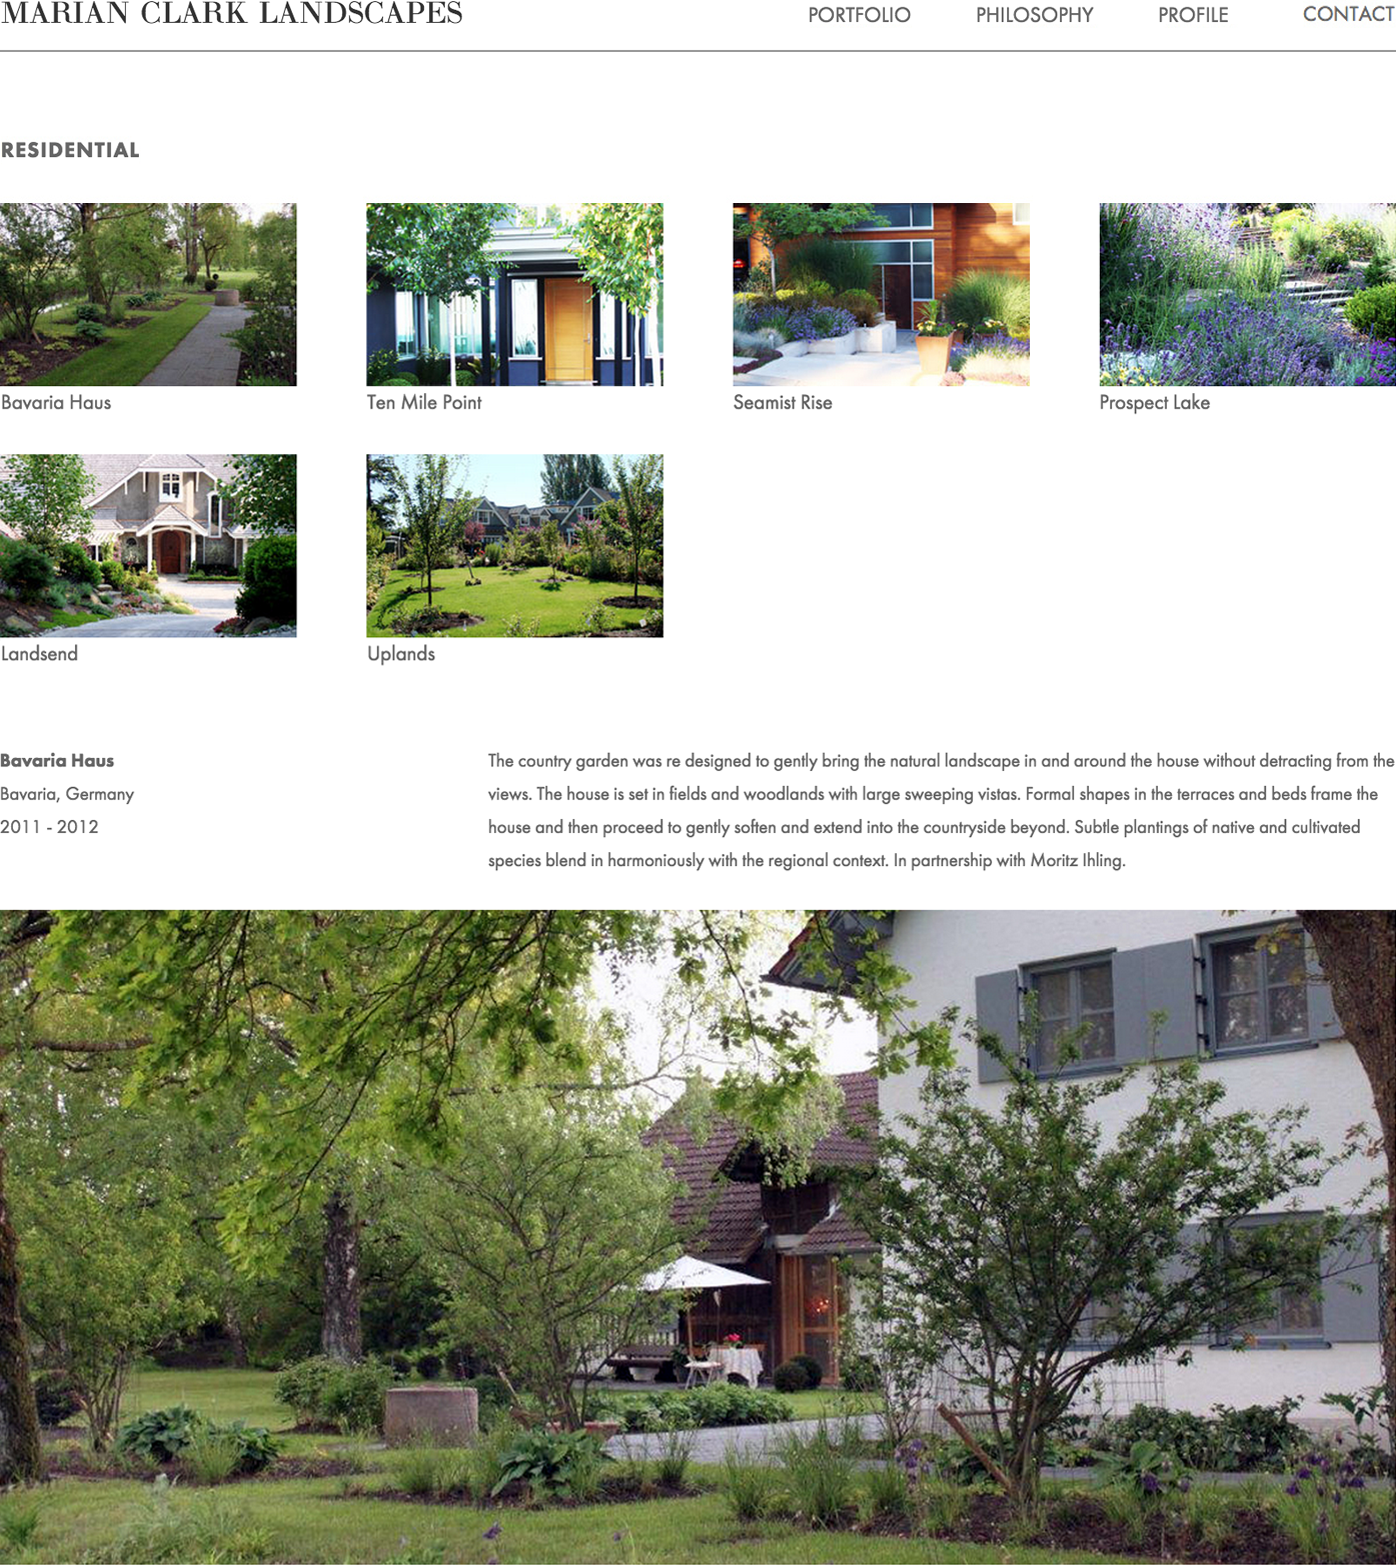 MARIAN CLARK LANDSCAPES
PORTFOLIO
PHILOSOPHY
PROFILE
CONTACT
RESIDENTIAL
Bavaria Haus
Ten Mile Point
Seamist Rise
Prospect Lake
Landsend
Uplands
Bavaria Haus
Bavaria, Germany
2011 - 2012
The country garden was re designed to gently bring the natural landscape in and around the house without detracting from the
views. The house is set in fields and woodlands with large sweeping vistas. Formal shapes in the terraces and beds frame the
house and then proceed to gently soften and extend into the countryside beyond. Subtle plantings of native and cultivated
species blend in harmoniously with the regional context. In partnership with Moritz Ihling.